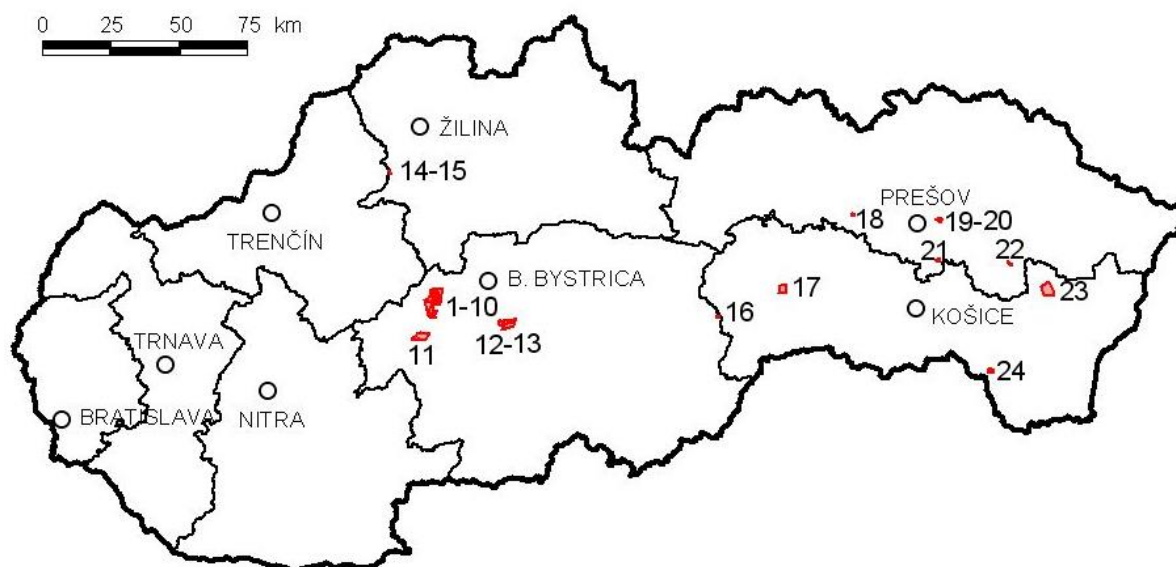 0 25 50 75 km
ŽILINA
14-15
TRENČÍN
PREŠOV
18
19-20
21
22
B. BYSTRICA
1-10
17
23
16
KOŠICE
11
12-13
TRNAVA
24
BRATISLAVA
NITRA